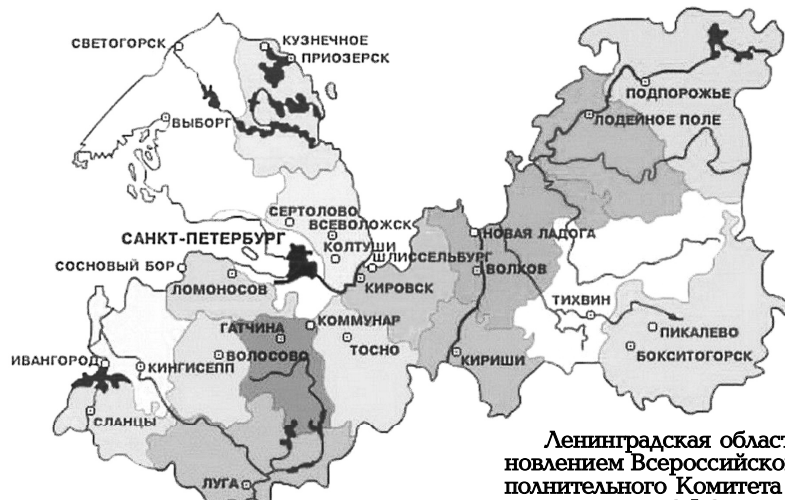 СВЕТОГОРСК
КУЗНЕЧНОЕ
ПРИОЗЕРСК
ПОДПОРОЖЬЕ
ВЫБОРГ
ЛОДЕЙНОЕ ПОЛЕ
СЕРТОЛОВО
ВСЕВОЛОЖСК
САНКТ-ПЕТЕРБУРГ
НОВАЯ ЛАДОГА
КОЛТУШИ
ШЛИССЕЛЬБУРГ
СОСНОВЫЙ БОР
ВОЛХОВ
ЛОМОНОСОВ
КИРОВСК
ТИХВИН
КОММУНАР
ГАТЧИНА
ПИКАЛЕВО
ТОСНО
БОКСИТОГОРСК
ВОЛОСОВО
ИВАНГОРОД
КИНГИСЕПП
КИРИШИ
СЛАНЦЫ
ЛУГА
Ленинградская област
новлением Всероссийско
полнительного Комитета